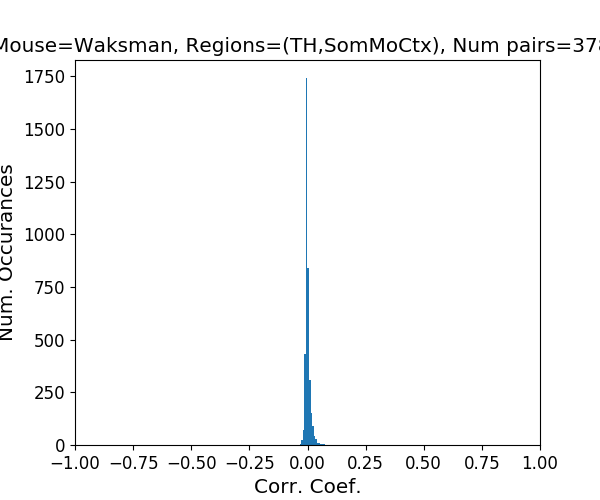 Mouse=Waksman, Regions=(TH,SomMoCtx), Num pairs=378
Num. Occurances
1750
1500
1250
1000
750
500
250
0
−1.00 −0.75 −0.50 −0.25 0.00 0.25 0.50 0.75 1.00
Corr. Coef.